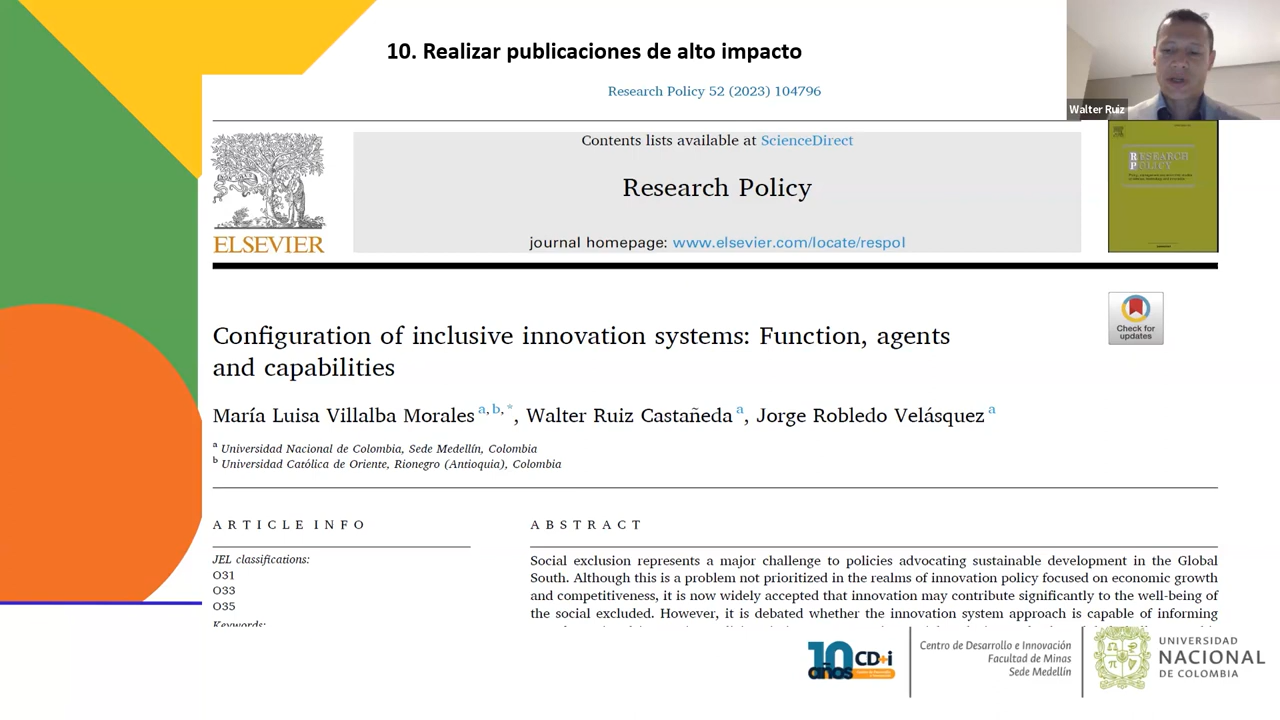 10. Realizar publicaciones de alto impacto
Walter Ruiz
Research Policy 52 (2023) 104796
ELSEVIER
Contents lists available at ScienceDirect
Research Policy
journal homepage: www.elsevier.com/locate/respol
RESEARCH
POLICY
Check for
updates
Configuration of inclusive innovation systems: Function, agents
and capabilities
María Luisa Villalba Morales a, b, *, Walter Ruiz Castañeda a, Jorge Robledo Velásquez a
a Universidad Nacional de Colombia, Sede Medellín, Colombia
b Universidad Católica de Oriente, Rionegro (Antioquia), Colombia
ARTICLE INFO
JEL classifications:
O31
O33
O35
Keywords:
ABSTRACT
Social exclusion represents a major challenge to policies advocating sustainable development in the Global
South. Although this is a problem not prioritized in the realms of innovation policy focused on economic growth
and competitiveness, it is now widely accepted that innovation may contribute significantly to the well-being of
the social excluded. However, it is debated whether the innovation system approach is capable of informing
10 años CD+i
Centro de Desarrollo e Innovación
Facultad de Minas
Sede Medellín
UNIVERSIDAD
NACIONAL
DE COLOMBIA